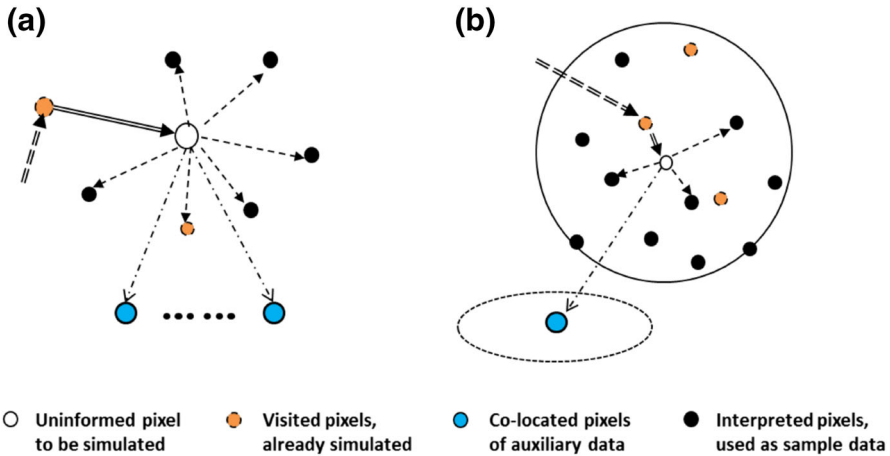 (a)
(b)
Uninformed pixel
to be simulated
Visited pixels,
already simulated
Co-located pixels
of auxiliary data
Interpreted pixels,
used as sample data